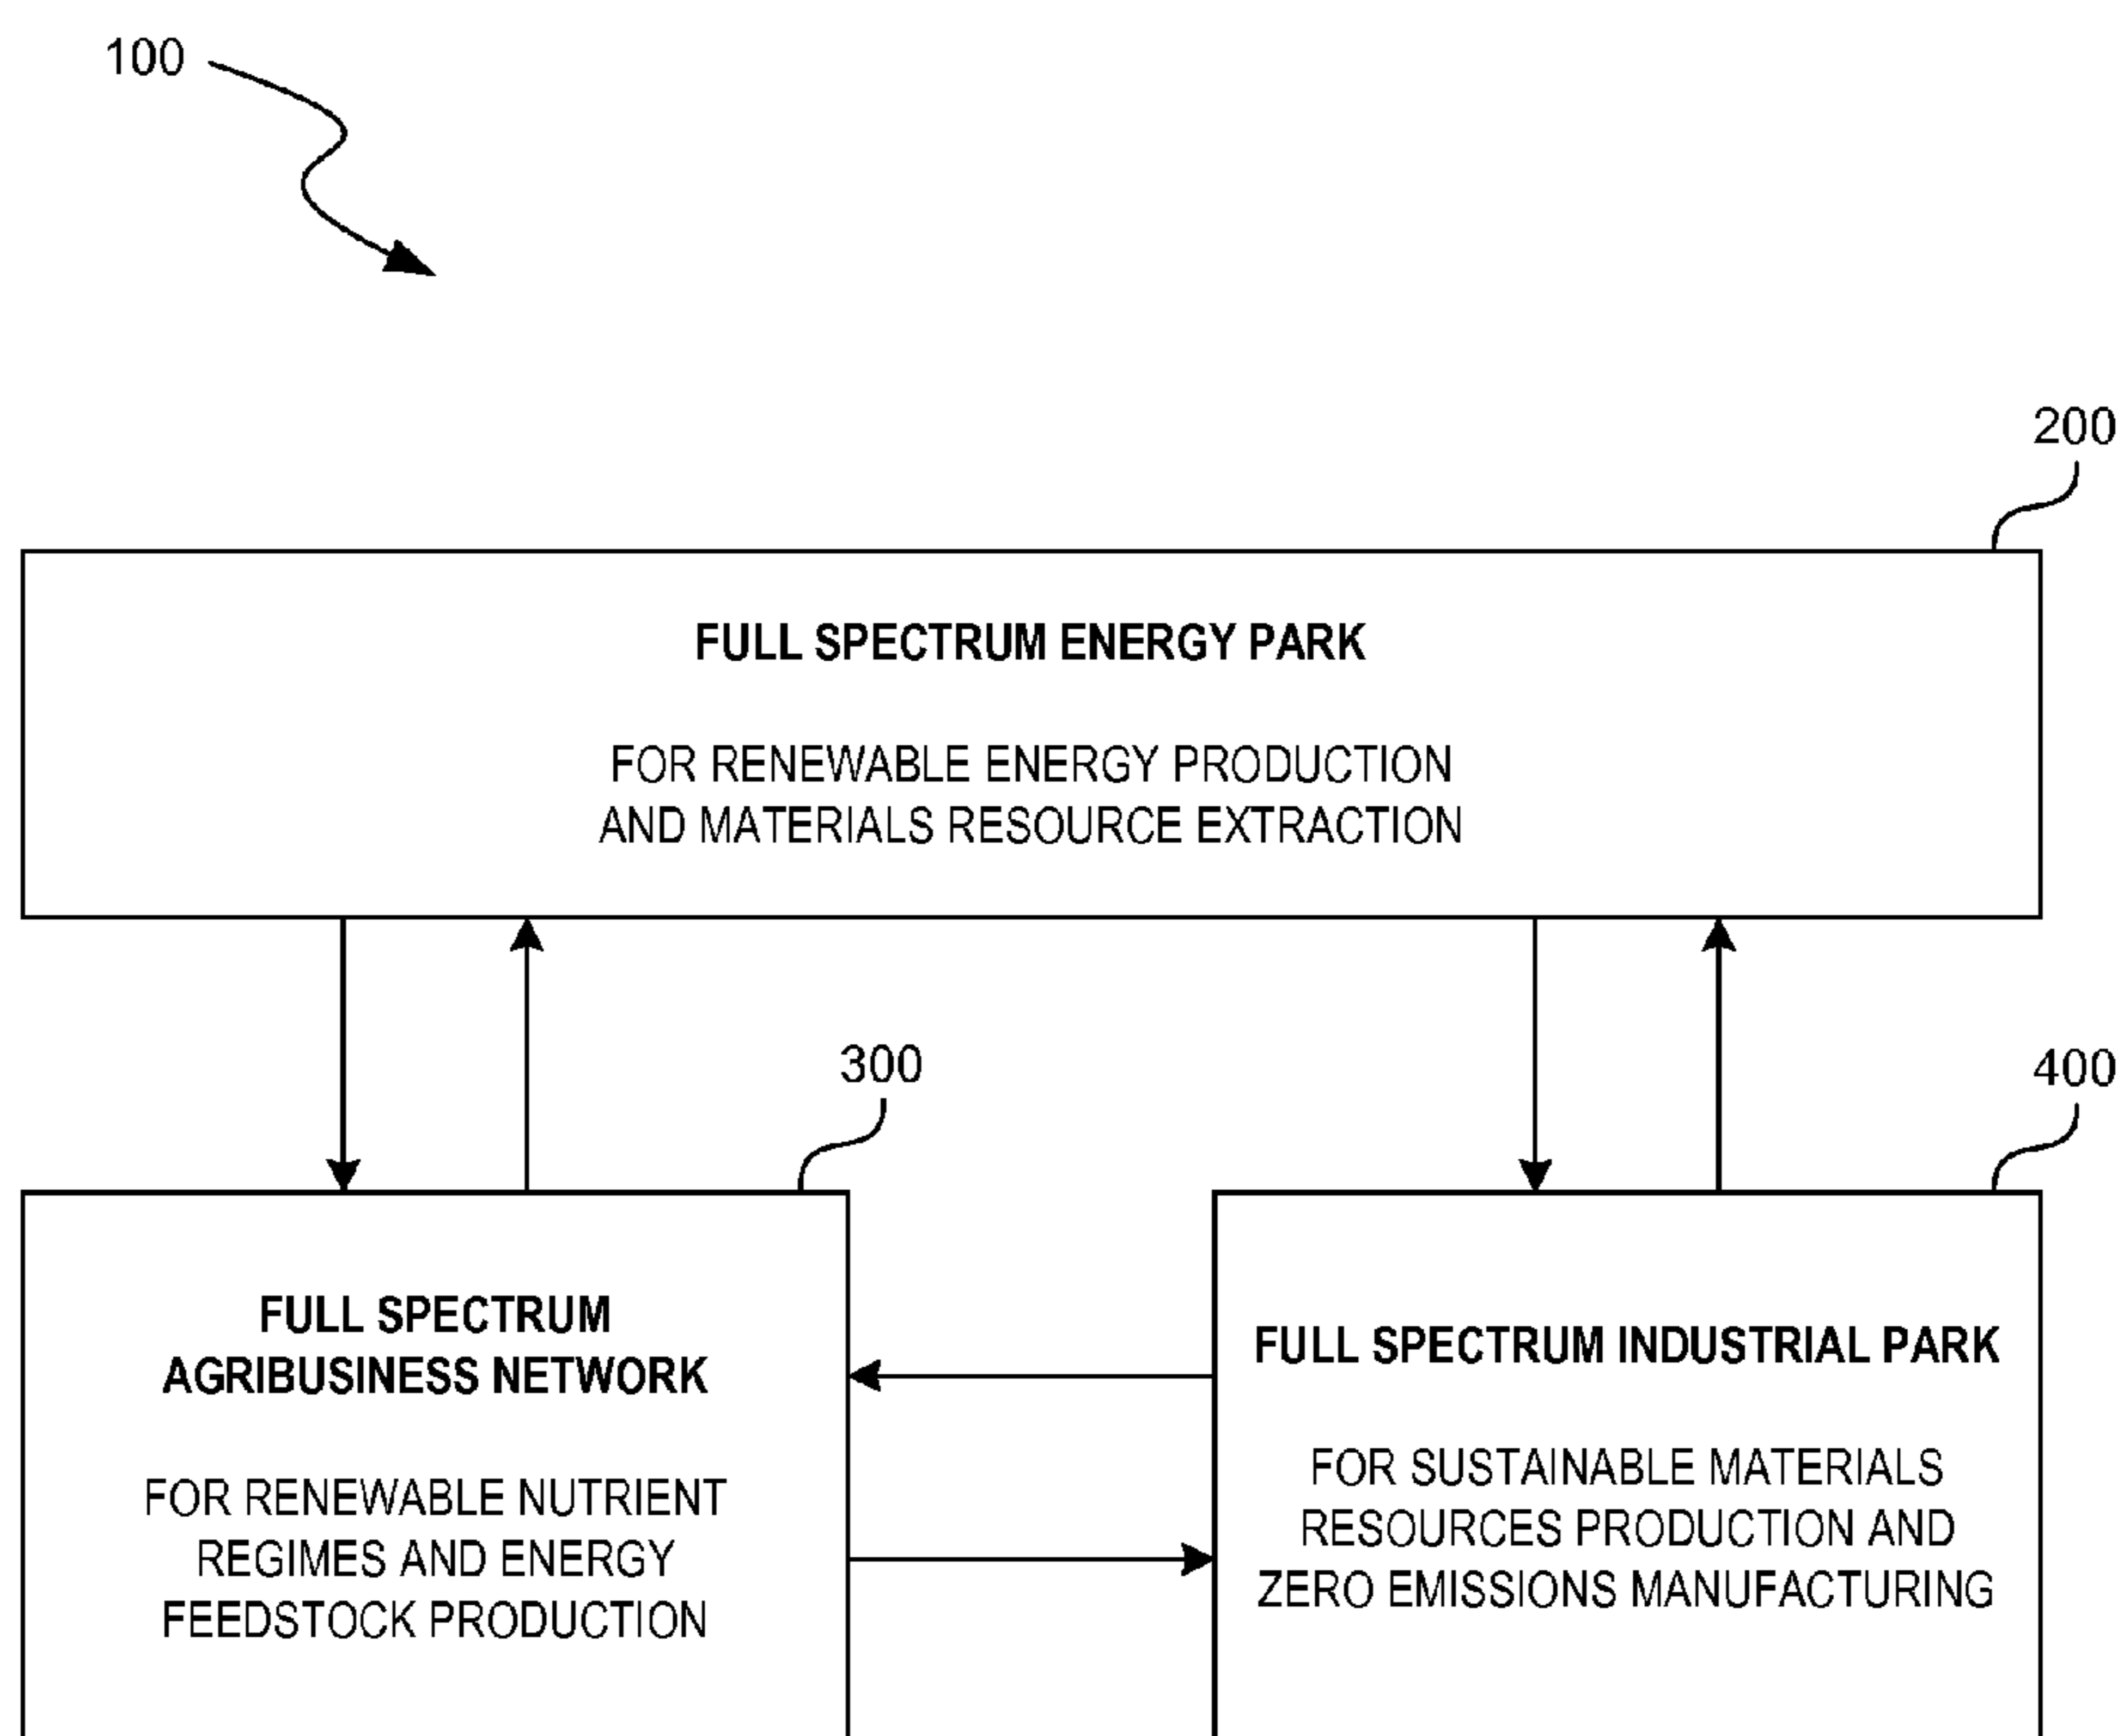 100
200
FULL SPECTRUM ENERGY PARK
FOR RENEWABLE ENERGY PRODUCTION
AND MATERIALS RESOURCE EXTRACTION
300
400
FULL SPECTRUM
AGRIBUSINESS NETWORK
FOR RENEWABLE NUTRIENT
REGIMES AND ENERGY
FEEDSTOCK PRODUCTION
FULL SPECTRUM INDUSTRIAL PARK
FOR SUSTAINABLE MATERIALS
RESOURCES PRODUCTION AND
ZERO EMISSIONS MANUFACTURING